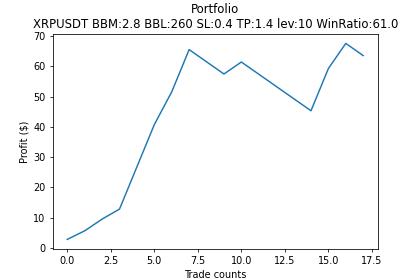 Portfolio
XRPUSDT BBM:2.8 BBL:260 SL:0.4 TP:1.4 lev:10 WinRatio:61.0
70
60
50
40
30
20
10
0
Profit ($)
0.0 2.5 5.0 7.5 10.0 12.5 15.0 17.5
Trade counts